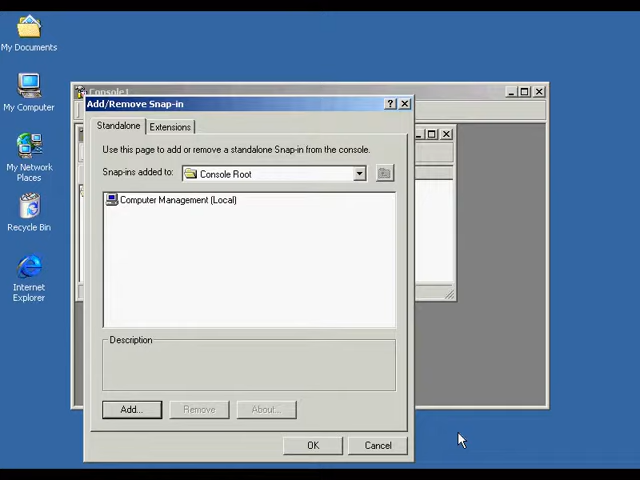 My Documents
My Computer
My Network
Places
Recycle Bin
Internet
Explorer
Console1
Add/Remove Snap-in
Standalone
Extensions
Use this page to add or remove a standalone Snap-in from the console.
Snap-ins added to:
Console Root
Computer Management (Local)
Description
Add...
Remove
About...
OK
Cancel